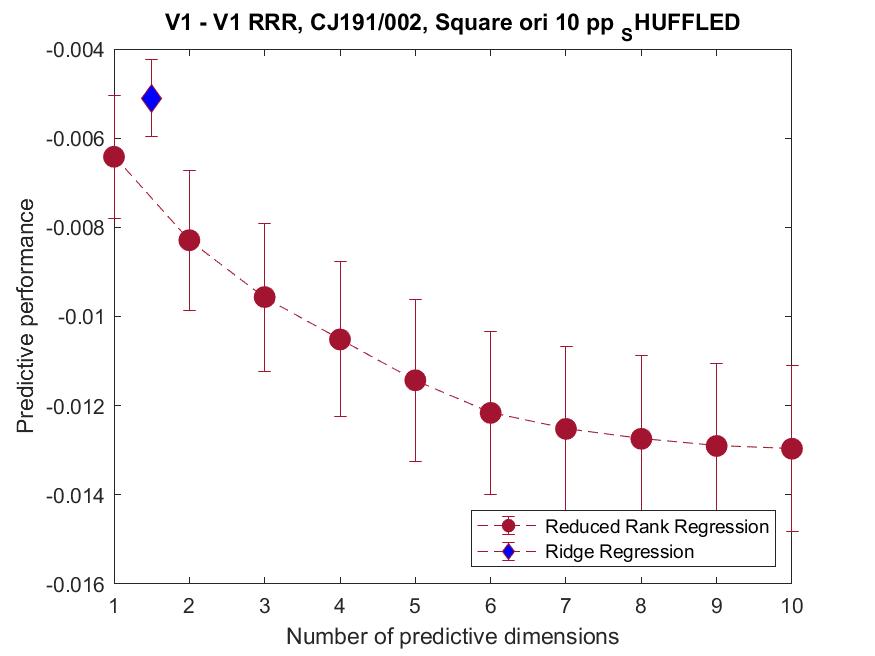 V1 - V1 RRR, CJ191/002, Square ori 10 pp SHUFFLED
-0.004
-0.006
-0.008
-0.01
-0.012
-0.014
-0.016
Predictive performance
Reduced Rank Regression
Ridge Regression
1 2 3 4 5 6 7 8 9 10
Number of predictive dimensions